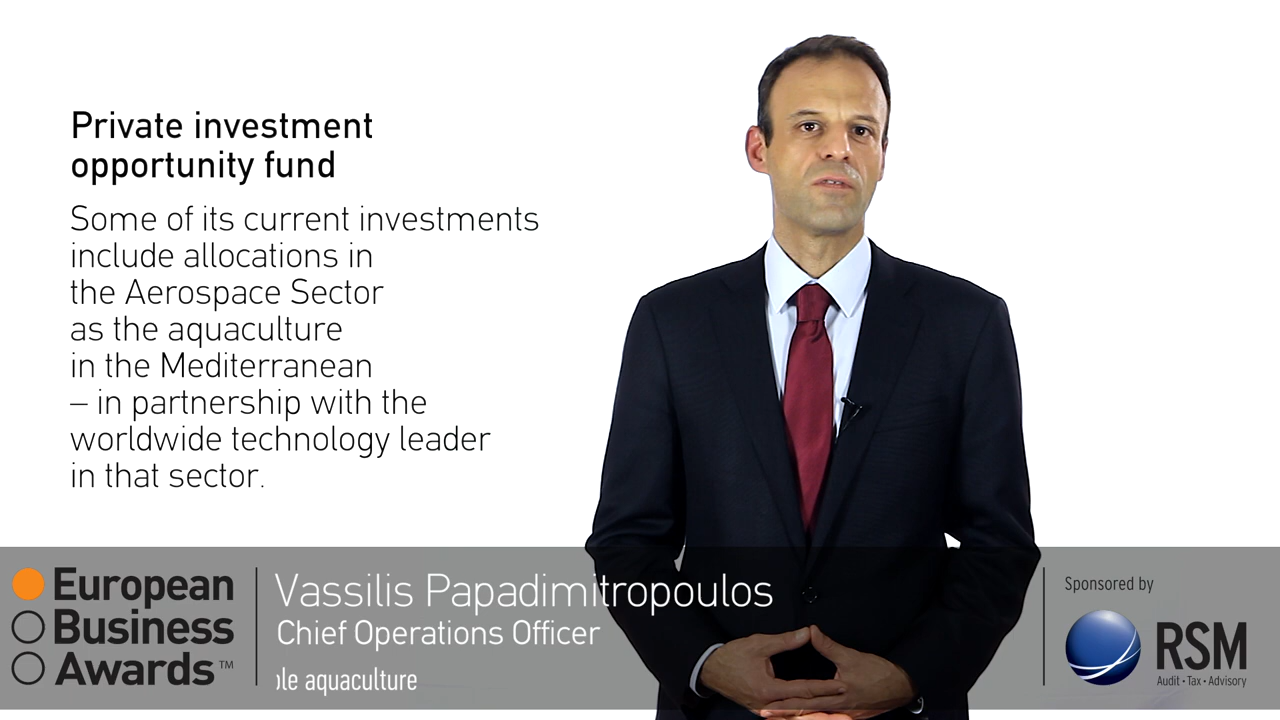 Private investment
opportunity fund
Some of its current investments
include allocations in
the Aerospace Sector
as the aquaculture
in the Mediterranean
– in partnership with the
worldwide technology leader
in that sector.
European
Business
Awards™
Vassilis Papadimitropoulos
Chief Operations Officer
le aquaculture
Sponsored by
RSM
Audit • Tax • Advisory